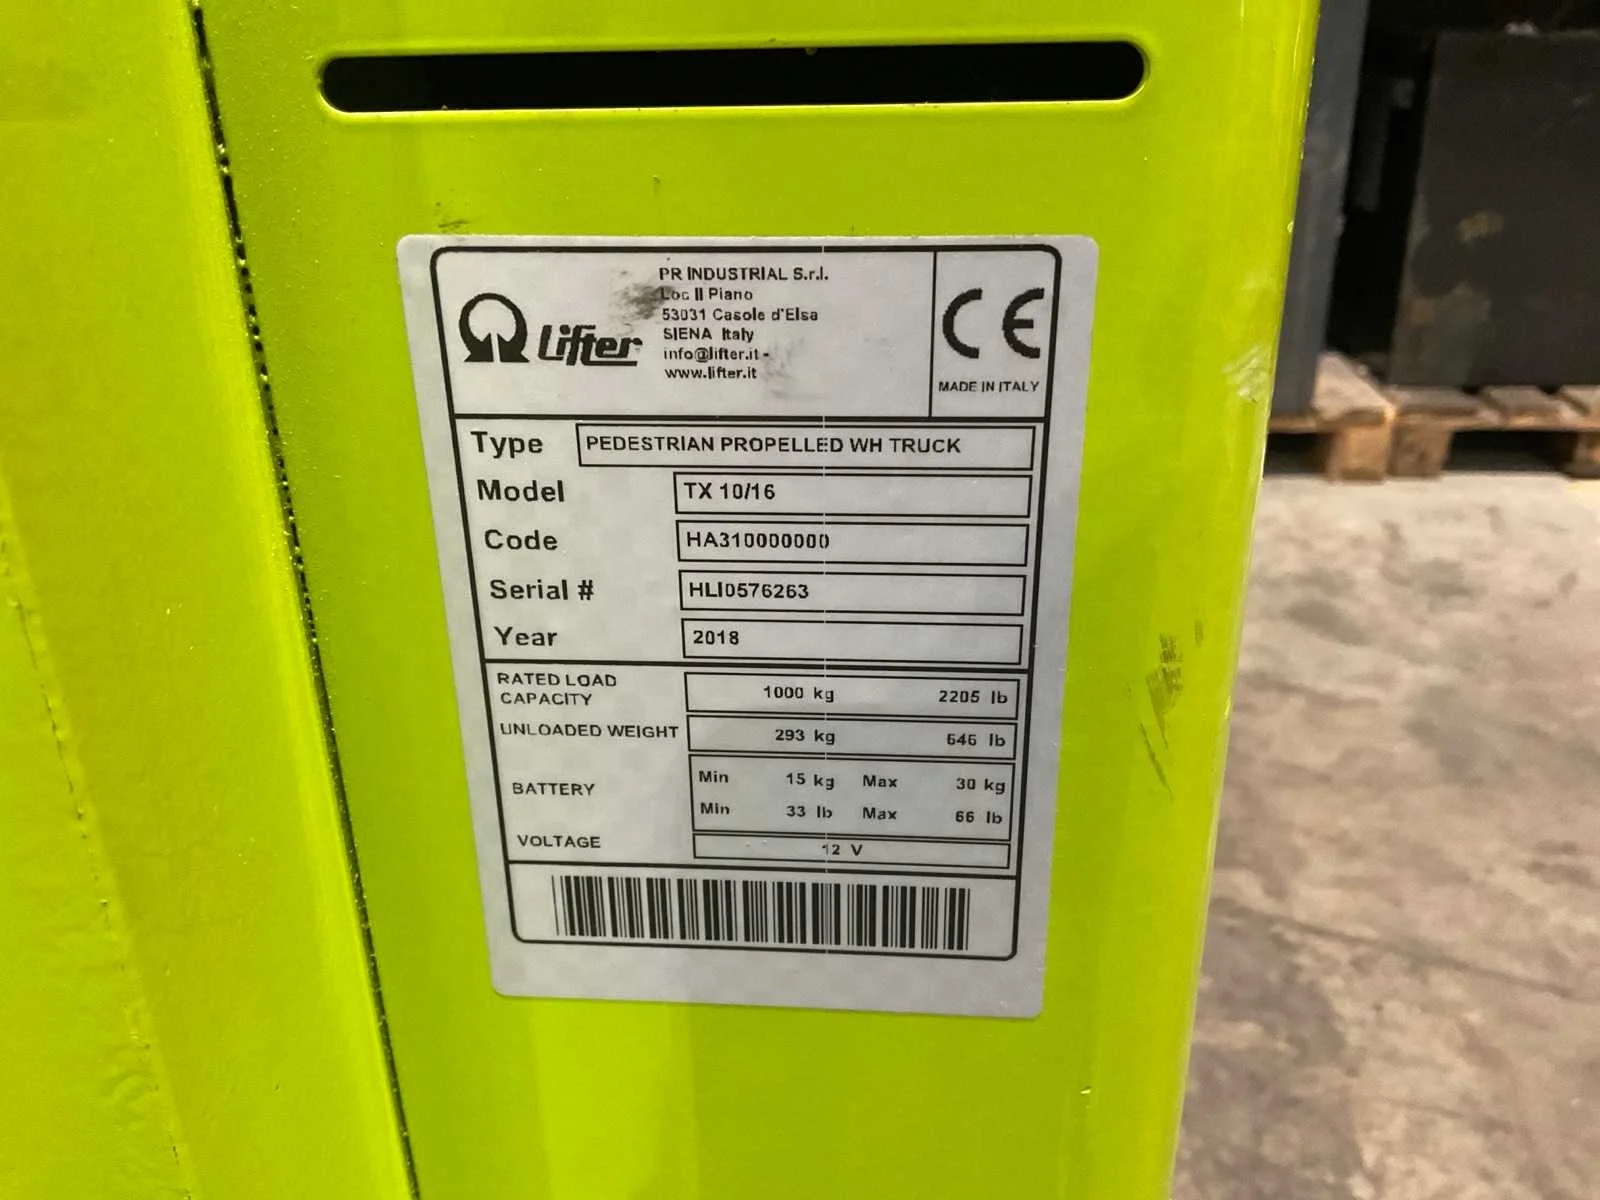 Lifter
PR INDUSTRIAL S.r.l.
Loc Il Piano
53031 Casole d'Elsa
SIENA Italy
info@lifter.it -
www.lifter.it
CE
MADE IN ITALY
Type PEDESTRIAN PROPELLED WH TRUCK
Model TX 10/16
Code HA310000000
Serial # HLI0576263
Year 2018
RATED LOAD CAPACITY 1000 kg 2205 lb
UNLOADED WEIGHT 293 kg 646 lb
BATTERY Min 15 kg Max 30 kg
Min 33 lb Max 66 lb
VOLTAGE 12 V